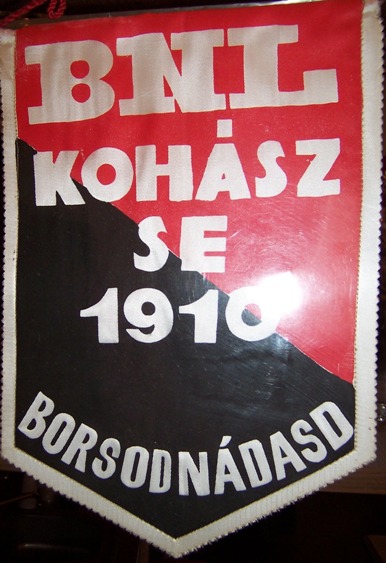 BNL
KOHÁSZ
SE
1910
BORSODNÁDASD